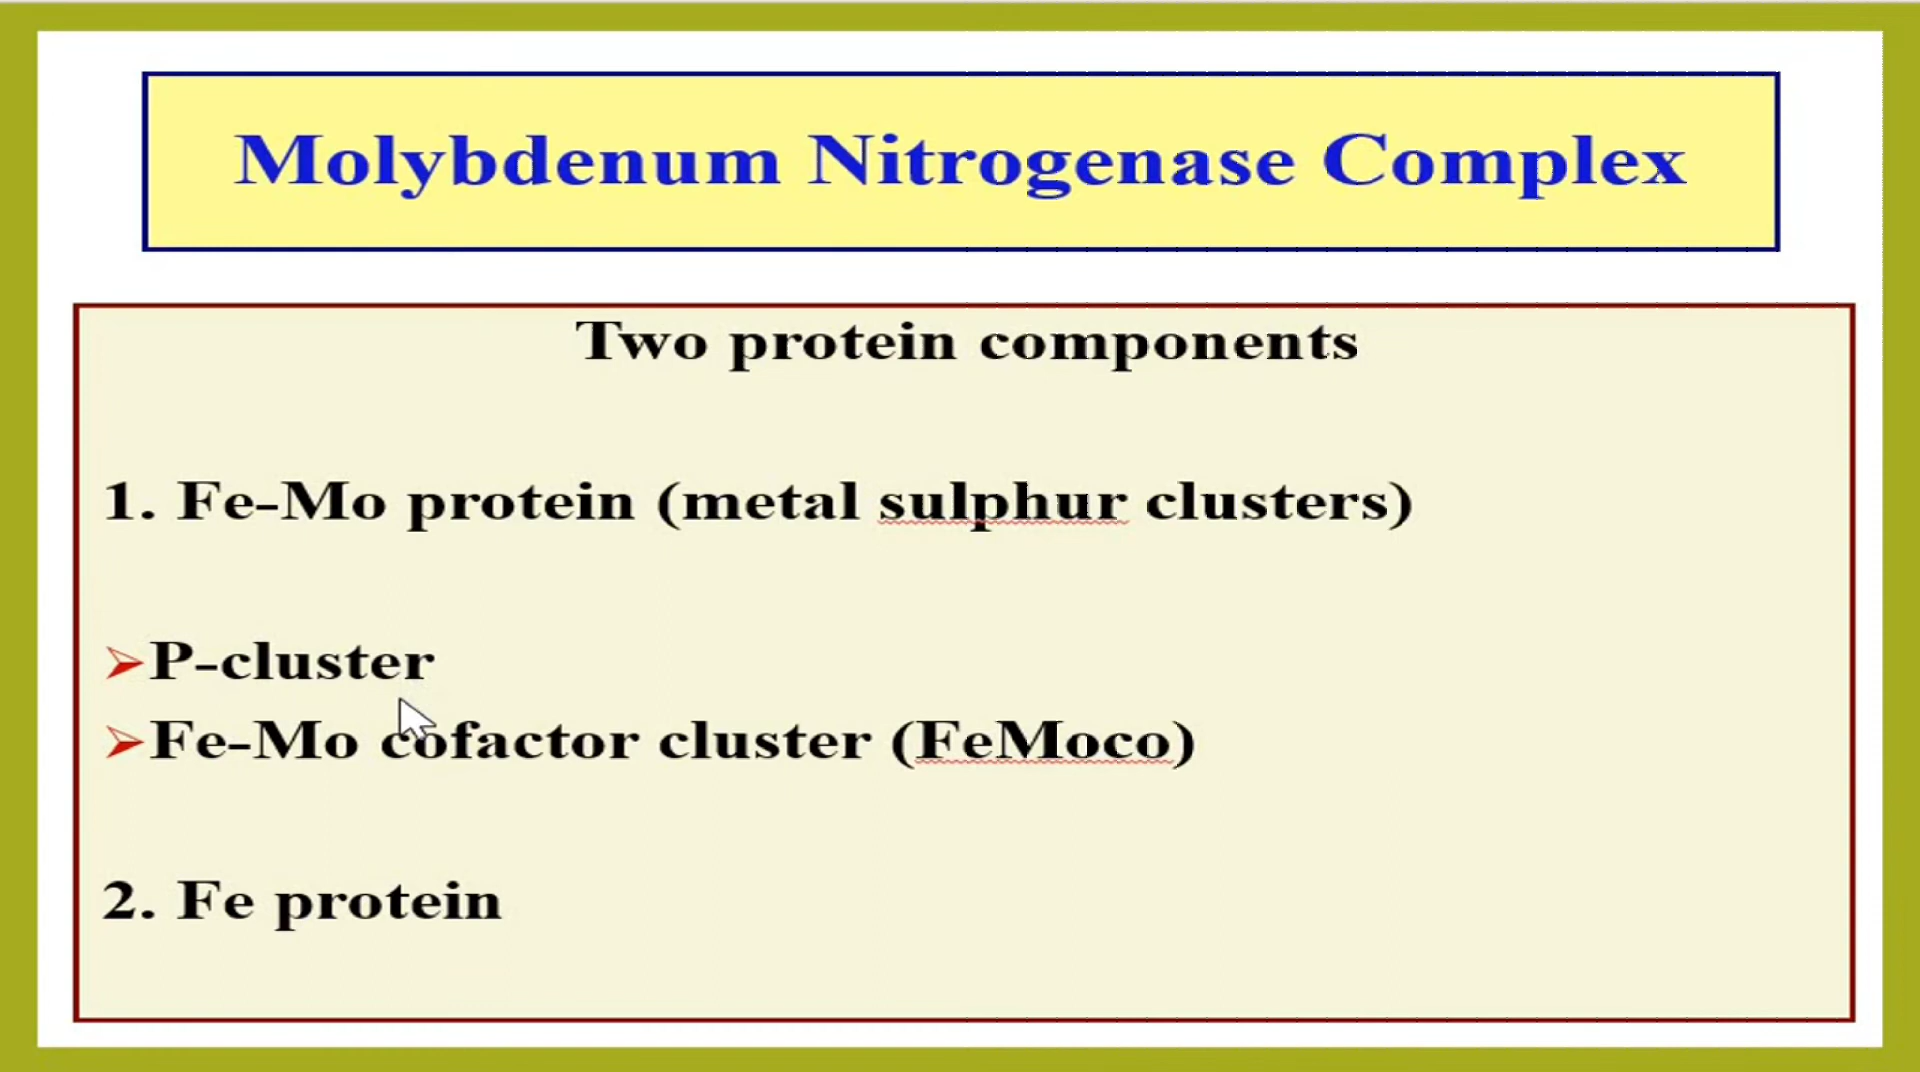 Molybdenum Nitrogenase Complex
Two protein components
1. Fe-Mo protein (metal sulphur clusters)
➢P-cluster
➢Fe-Mo cofactor cluster (FeMoco)
2. Fe protein